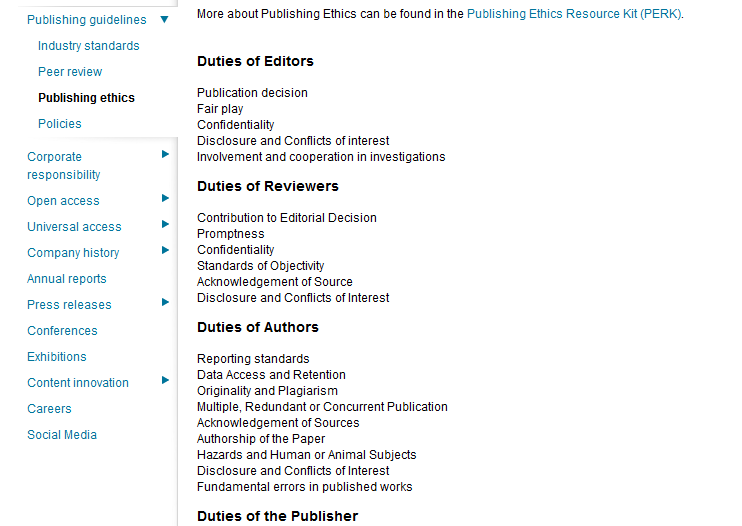 Publishing guidelines
Industry standards
Peer review
Publishing ethics
Policies
Corporate
responsibility
Open access
Universal access
Company history
Annual reports
Press releases
Conferences
Exhibitions
Content innovation
Careers
Social Media
More about Publishing Ethics can be found in the Publishing Ethics Resource Kit (PERK).
Duties of Editors
Publication decision
Fair play
Confidentiality
Disclosure and Conflicts of interest
Involvement and cooperation in investigations
Duties of Reviewers
Contribution to Editorial Decision
Promptness
Confidentiality
Standards of Objectivity
Acknowledgement of Source
Disclosure and Conflicts of Interest
Duties of Authors
Reporting standards
Data Access and Retention
Originality and Plagiarism
Multiple, Redundant or Concurrent Publication
Acknowledgement of Sources
Authorship of the Paper
Hazards and Human or Animal Subjects
Disclosure and Conflicts of Interest
Fundamental errors in published works
Duties of the Publisher